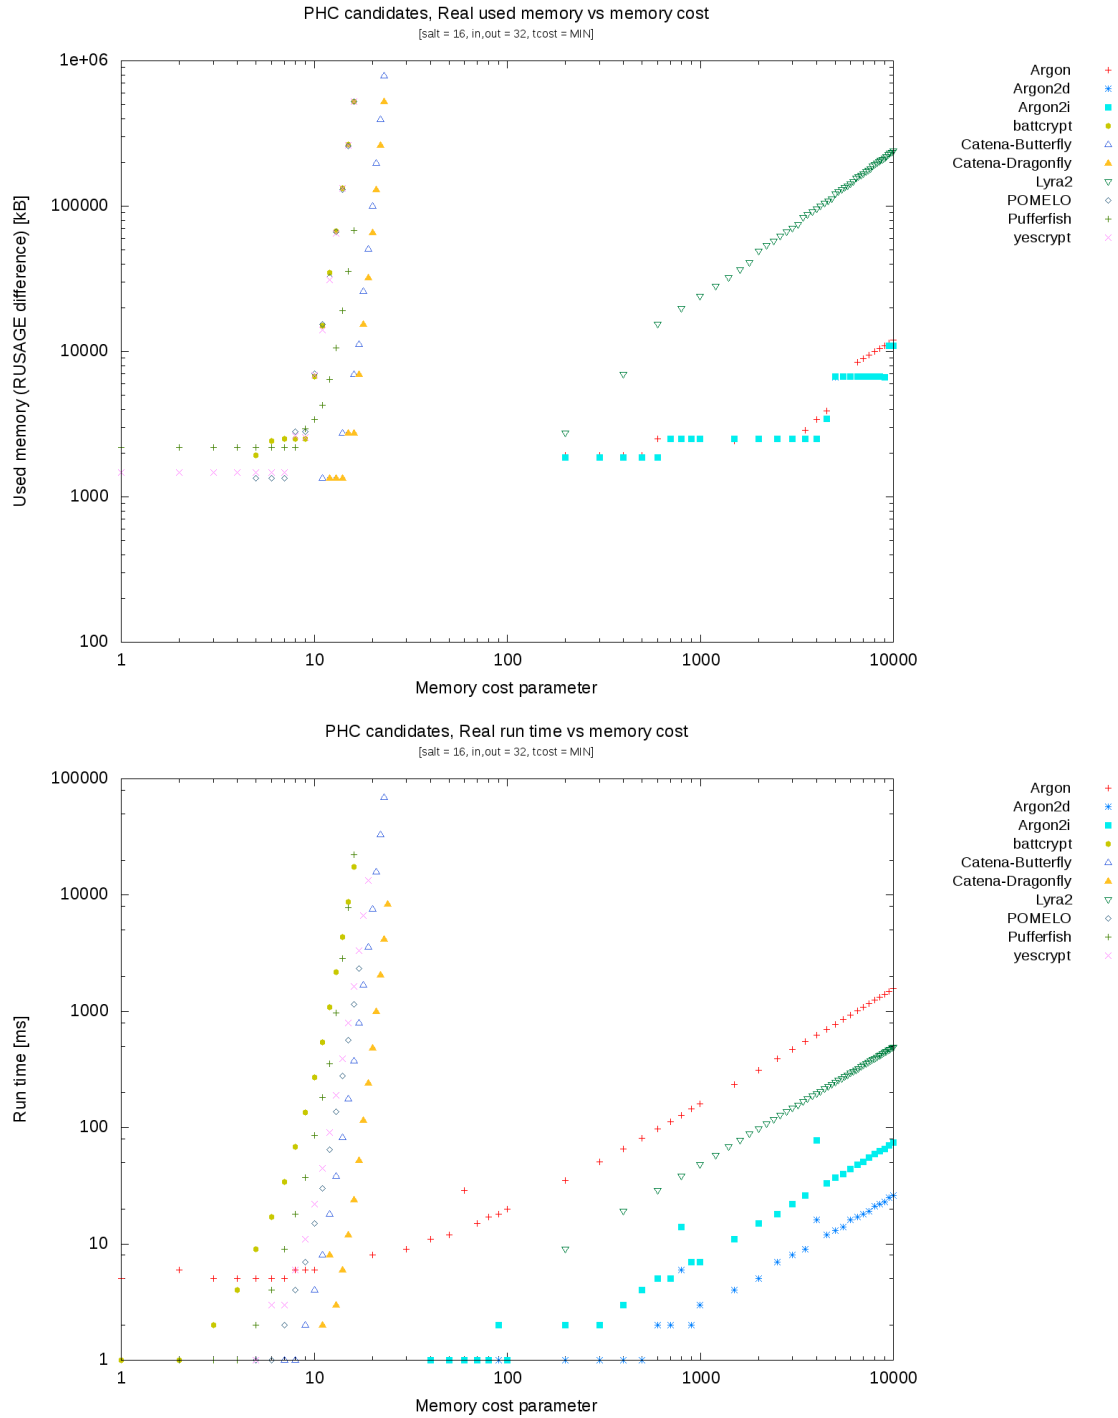 PHC candidates, Real used memory vs memory cost
[salt = 16, in,out = 32, tcost = MIN]
1e+06
100000
10000
1000
100
Used memory (RUSAGE difference) [kB]
1 10 100 1000 10000
Memory cost parameter
Argon
Argon2d
Argon2i
battcrypt
Catena-Butterfly
Catena-Dragonfly
Lyra2
POMELO
Pufferfish
yescrypt
PHC candidates, Real run time vs memory cost
[salt = 16, in,out = 32, tcost = MIN]
100000
10000
1000
100
10
1
Run time [ms]
1 10 100 1000 10000
Memory cost parameter
Argon
Argon2d
Argon2i
battcrypt
Catena-Butterfly
Catena-Dragonfly
Lyra2
POMELO
Pufferfish
yescrypt